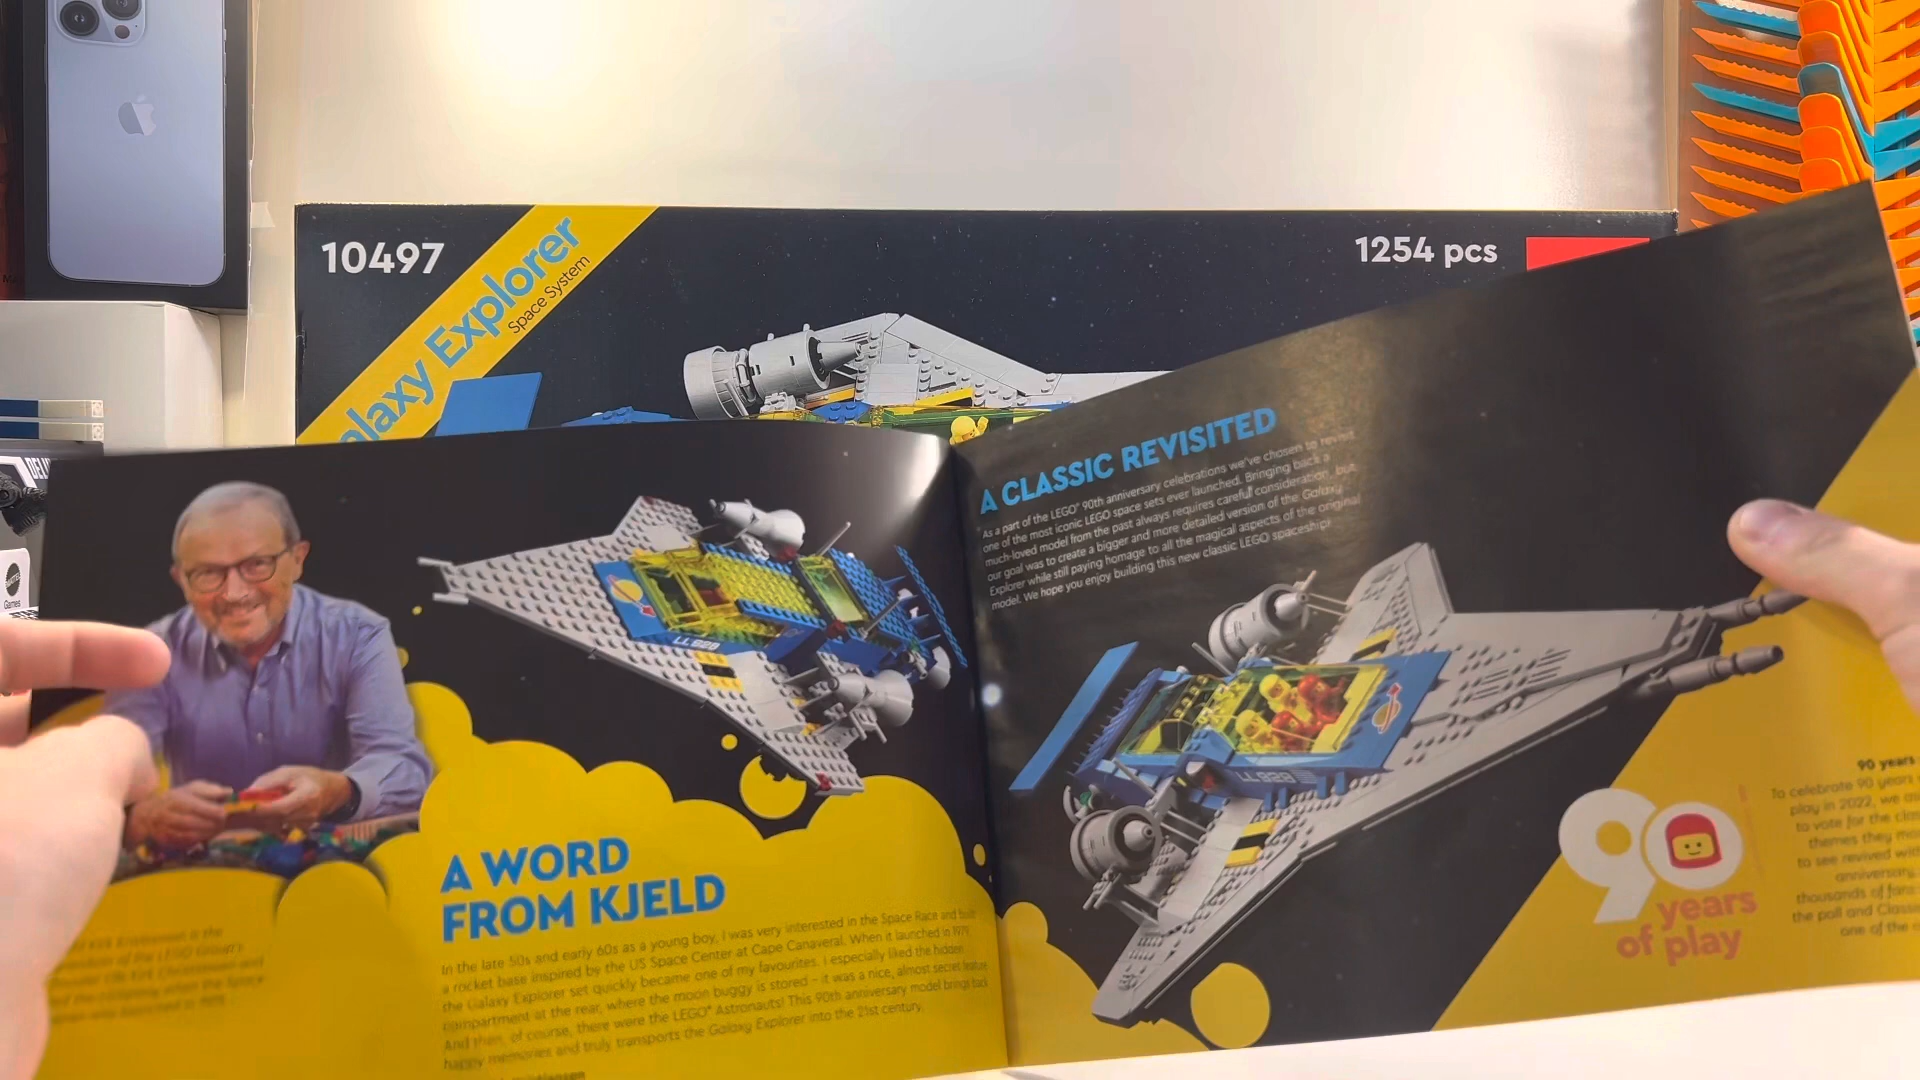 10497
Galaxy Explorer
Space System
1254 pcs
A CLASSIC REVISITED
As a part of the LEGO® 90th anniversary celebrations we've chosen to revisit
one of the most iconic LEGO space sets ever launched. Bringing back a
much-loved model from the past always requires careful consideration, but
our goal was to create a bigger and more detailed version of the Galaxy
Explorer while still paying homage to all the magical aspects of the original
model. We hope you enjoy building this new classic LEGO spaceship!
LL 928
LL928
A WORD
FROM KJELD
In the late 50s and early 60s as a young boy, I was very interested in the Space Race and built
a rocket base inspired by the US Space Center at Cape Canaveral. When it launched in 1979
the Galaxy Explorer set quickly became one of my favourites. I especially liked the hidden
compartment at the rear, where the moon buggy is stored – it was a nice, almost secret feature
And then, of course, there were the LEGO® Astronauts! This 90th anniversary model brings back
happy memories and truly transports the Galaxy Explorer into the 21st century.
90 years
of play
90 years
To celebrate 90 years
play in 2022, we
to vote for the
themes they
to see revived
anniversary.
thousands of fans
the poll and
one of the
Games